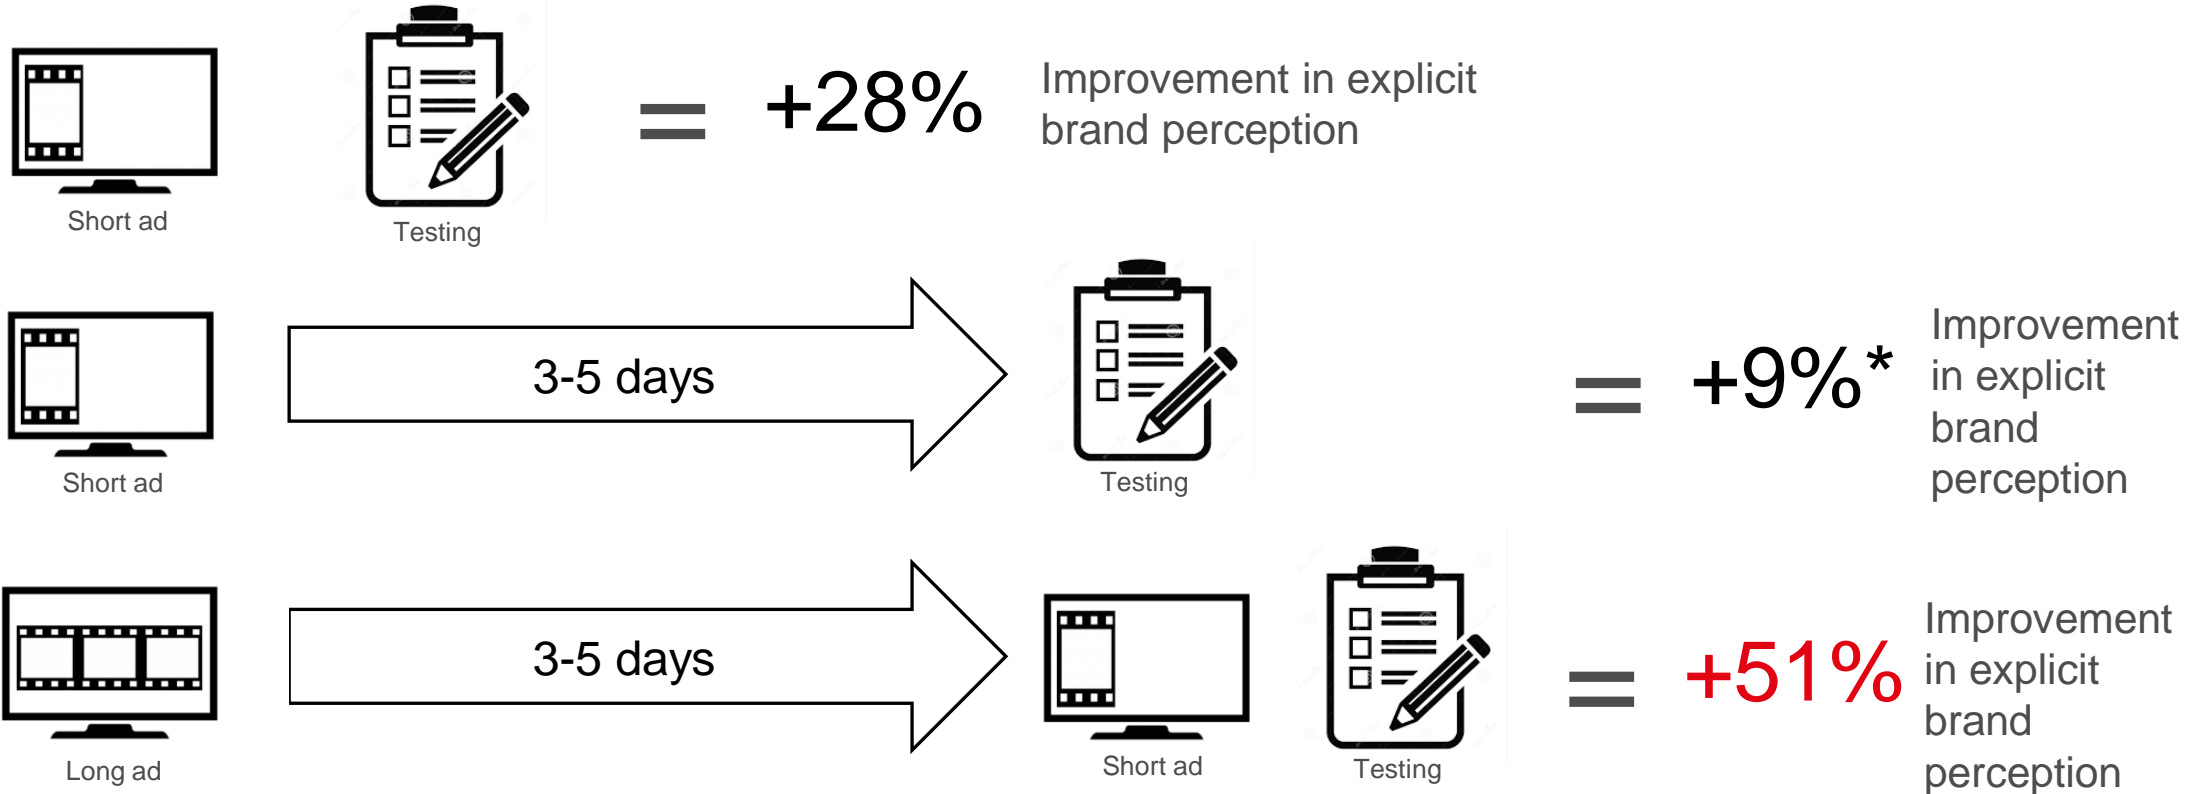 =
+28%
Improvement in explicit
brand perception
Short ad
Testing
3-5 days
=
+9%*
Improvement
in explicit
brand
perception
Short ad
Testing
3-5 days
=
+51%
Improvement
in explicit
brand
perception
Long ad
Short ad
Testing